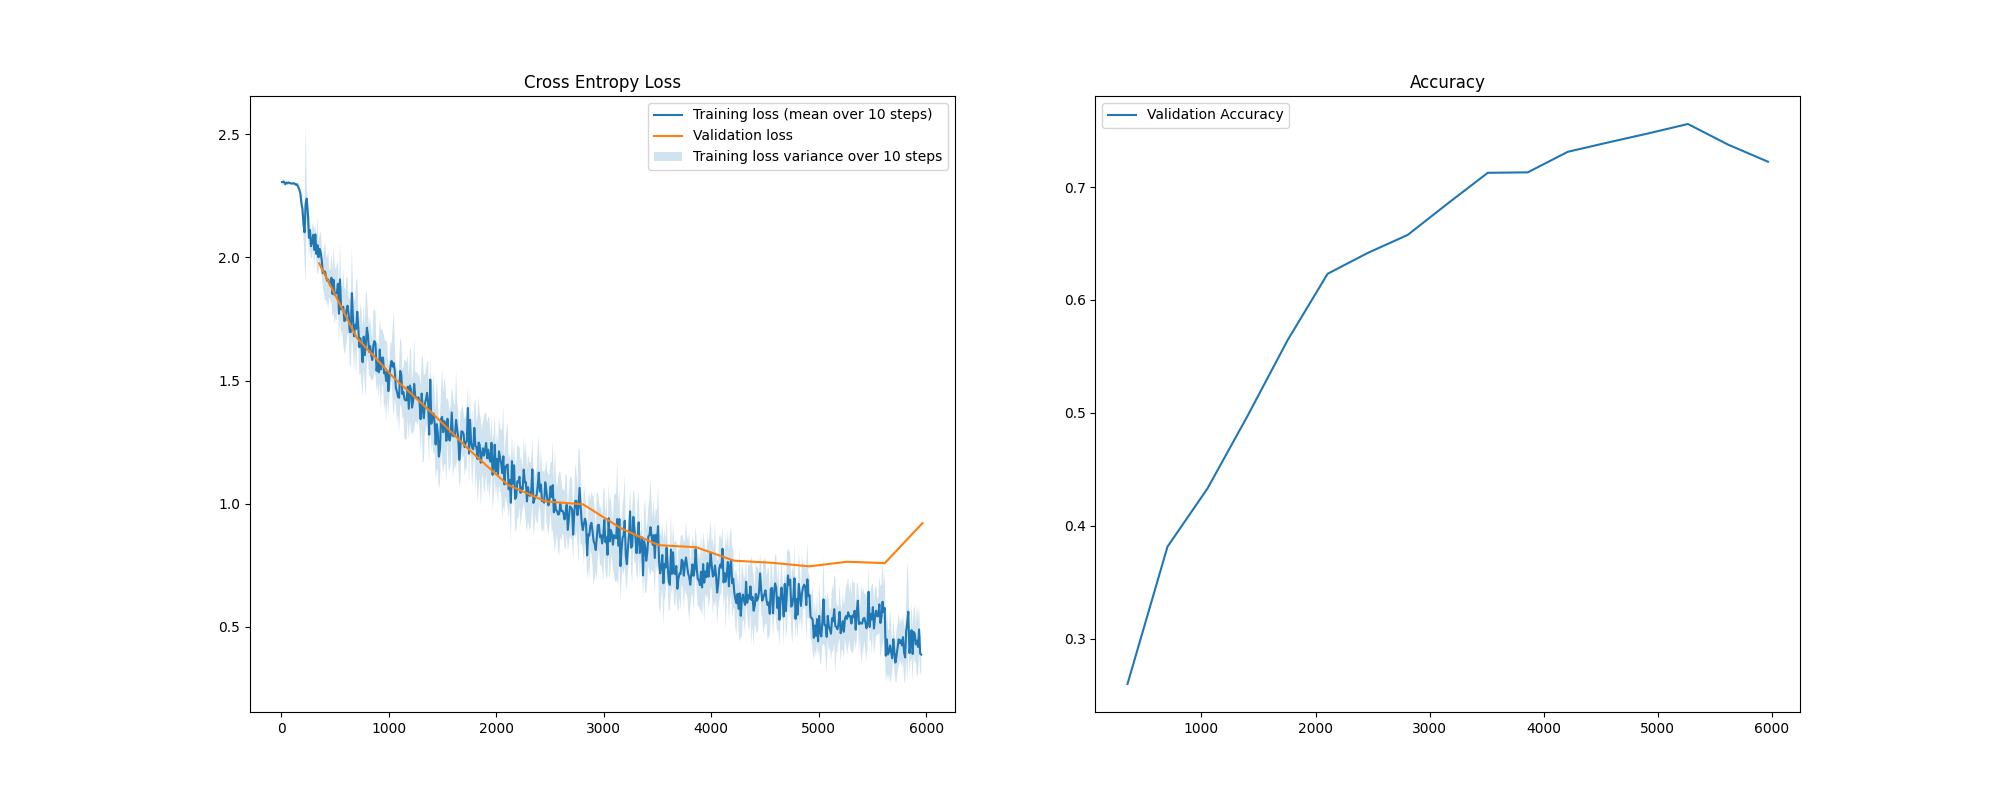 Cross Entropy Loss
Training loss (mean over 10 steps)
Validation loss
Training loss variance over 10 steps
2.5
2.0
1.5
1.0
0.5
0 1000 2000 3000 4000 5000 6000
Accuracy
Validation Accuracy
0.7
0.6
0.5
0.4
0.3
1000 2000 3000 4000 5000 6000